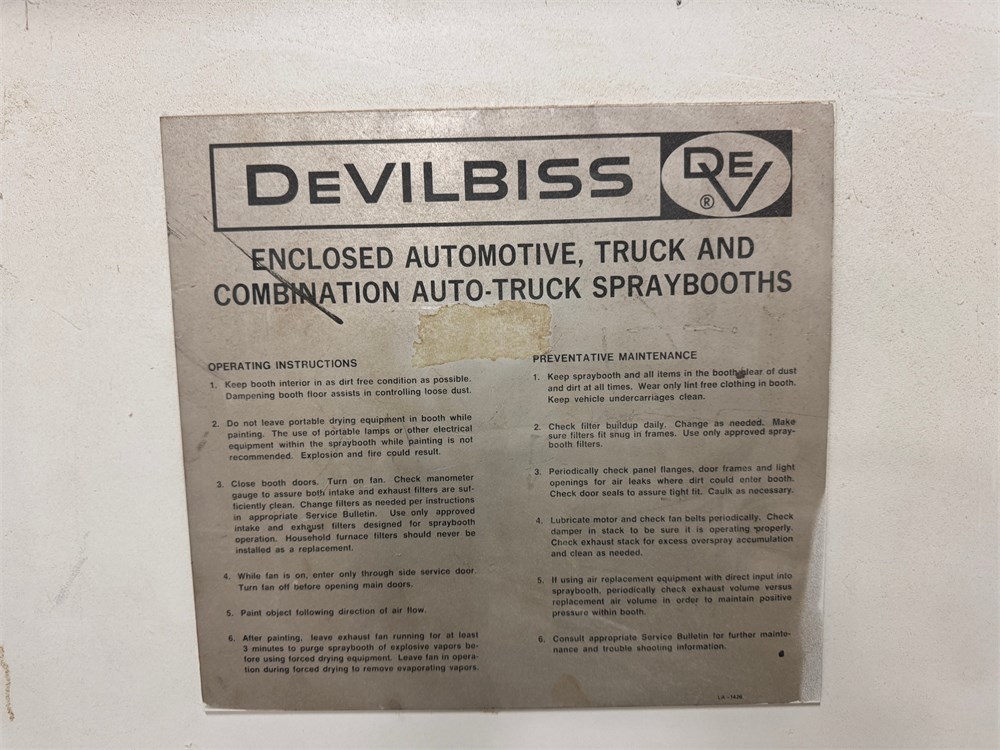 DEVILBISS
DEV
®
ENCLOSED AUTOMOTIVE, TRUCK AND
COMBINATION AUTO-TRUCK SPRAYBOOTHS
OPERATING INSTRUCTIONS
1. Keep booth interior in as dirt free condition as possible.
Dampening booth floor assists in controlling loose dust.
2. Do not leave portable drying equipment in booth while
painting. The use of portable lamps or other electrical
equipment within the spraybooth while painting is not
recommended. Explosion and fire could result.
3. Close booth doors. Turn on fan. Check manometer
gauge to assure both intake and exhaust filters are suf-
ficiently clean. Change filters as needed per instructions
in appropriate Service Bulletin. Use only approved
intake and exhaust filters designed for spraybooth
operation. Household furnace filters should never be
installed as a replacement.
4. While fan is on, enter only through side service door.
Turn fan off before opening main doors.
5. Paint object following direction of air flow.
6. After painting, leave exhaust fan running for at least
3 minutes to purge spraybooth of explosive vapors be-
fore using forced drying equipment. Leave fan in opera-
tion during forced drying to remove evaporating vapors.
PREVENTATIVE MAINTENANCE
1. Keep spraybooth and all items in the booth clear of dust
and dirt at all times. Wear only lint free clothing in booth.
Keep vehicle undercarriages clean.
2. Check filter buildup daily. Change as needed. Make
sure filters fit snug in frames. Use only approved spray-
booth filters.
3. Periodically check panel flanges, door frames and light
openings for air leaks where dirt could enter booth.
Check door seals to assure tight fit. Caulk as necessary.
4. Lubricate motor and check fan belts periodically. Check
damper in stack to be sure it is operating properly.
Check exhaust stack for excess overspray accumulation
and clean as needed.
5. If using air replacement equipment with direct input into
spraybooth, periodically check exhaust volume versus
replacement air volume in order to maintain positive
pressure within booth.
6. Consult appropriate Service Bulletin for further mainte-
nance and trouble shooting information.